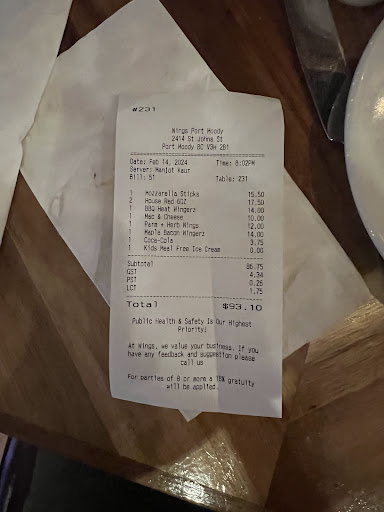 #231
Wings Port Moody
2414 St Johns St
Port Moody BC V3H 2B1
Date: Feb 14, 2024 Time: 8:02PM
Server: Manjot Kaur
Bill: 51 Table: 231
1 Mozzarella Sticks 15.50
2 House Red 6OZ 17.50
1 BBQ Heat Wingerz 14.00
1 Mac & Cheese 10.00
1 Parm + Herb Wings 12.00
1 Maple Bacon Wingerz 14.00
1 Coca-Cola 3.75
1 Kids Meal Free Ice Cream 0.00
Subtotal 86.75
GST 4.34
PST 0.26
LCT 1.75
Total $93.10
Public Health & Safety Is Our Highest
Priority!
At Wings, we value your business. If you
have any feedback and suggestion please
call us
For parties of 8 or more a 18% gratuity
will be applied.